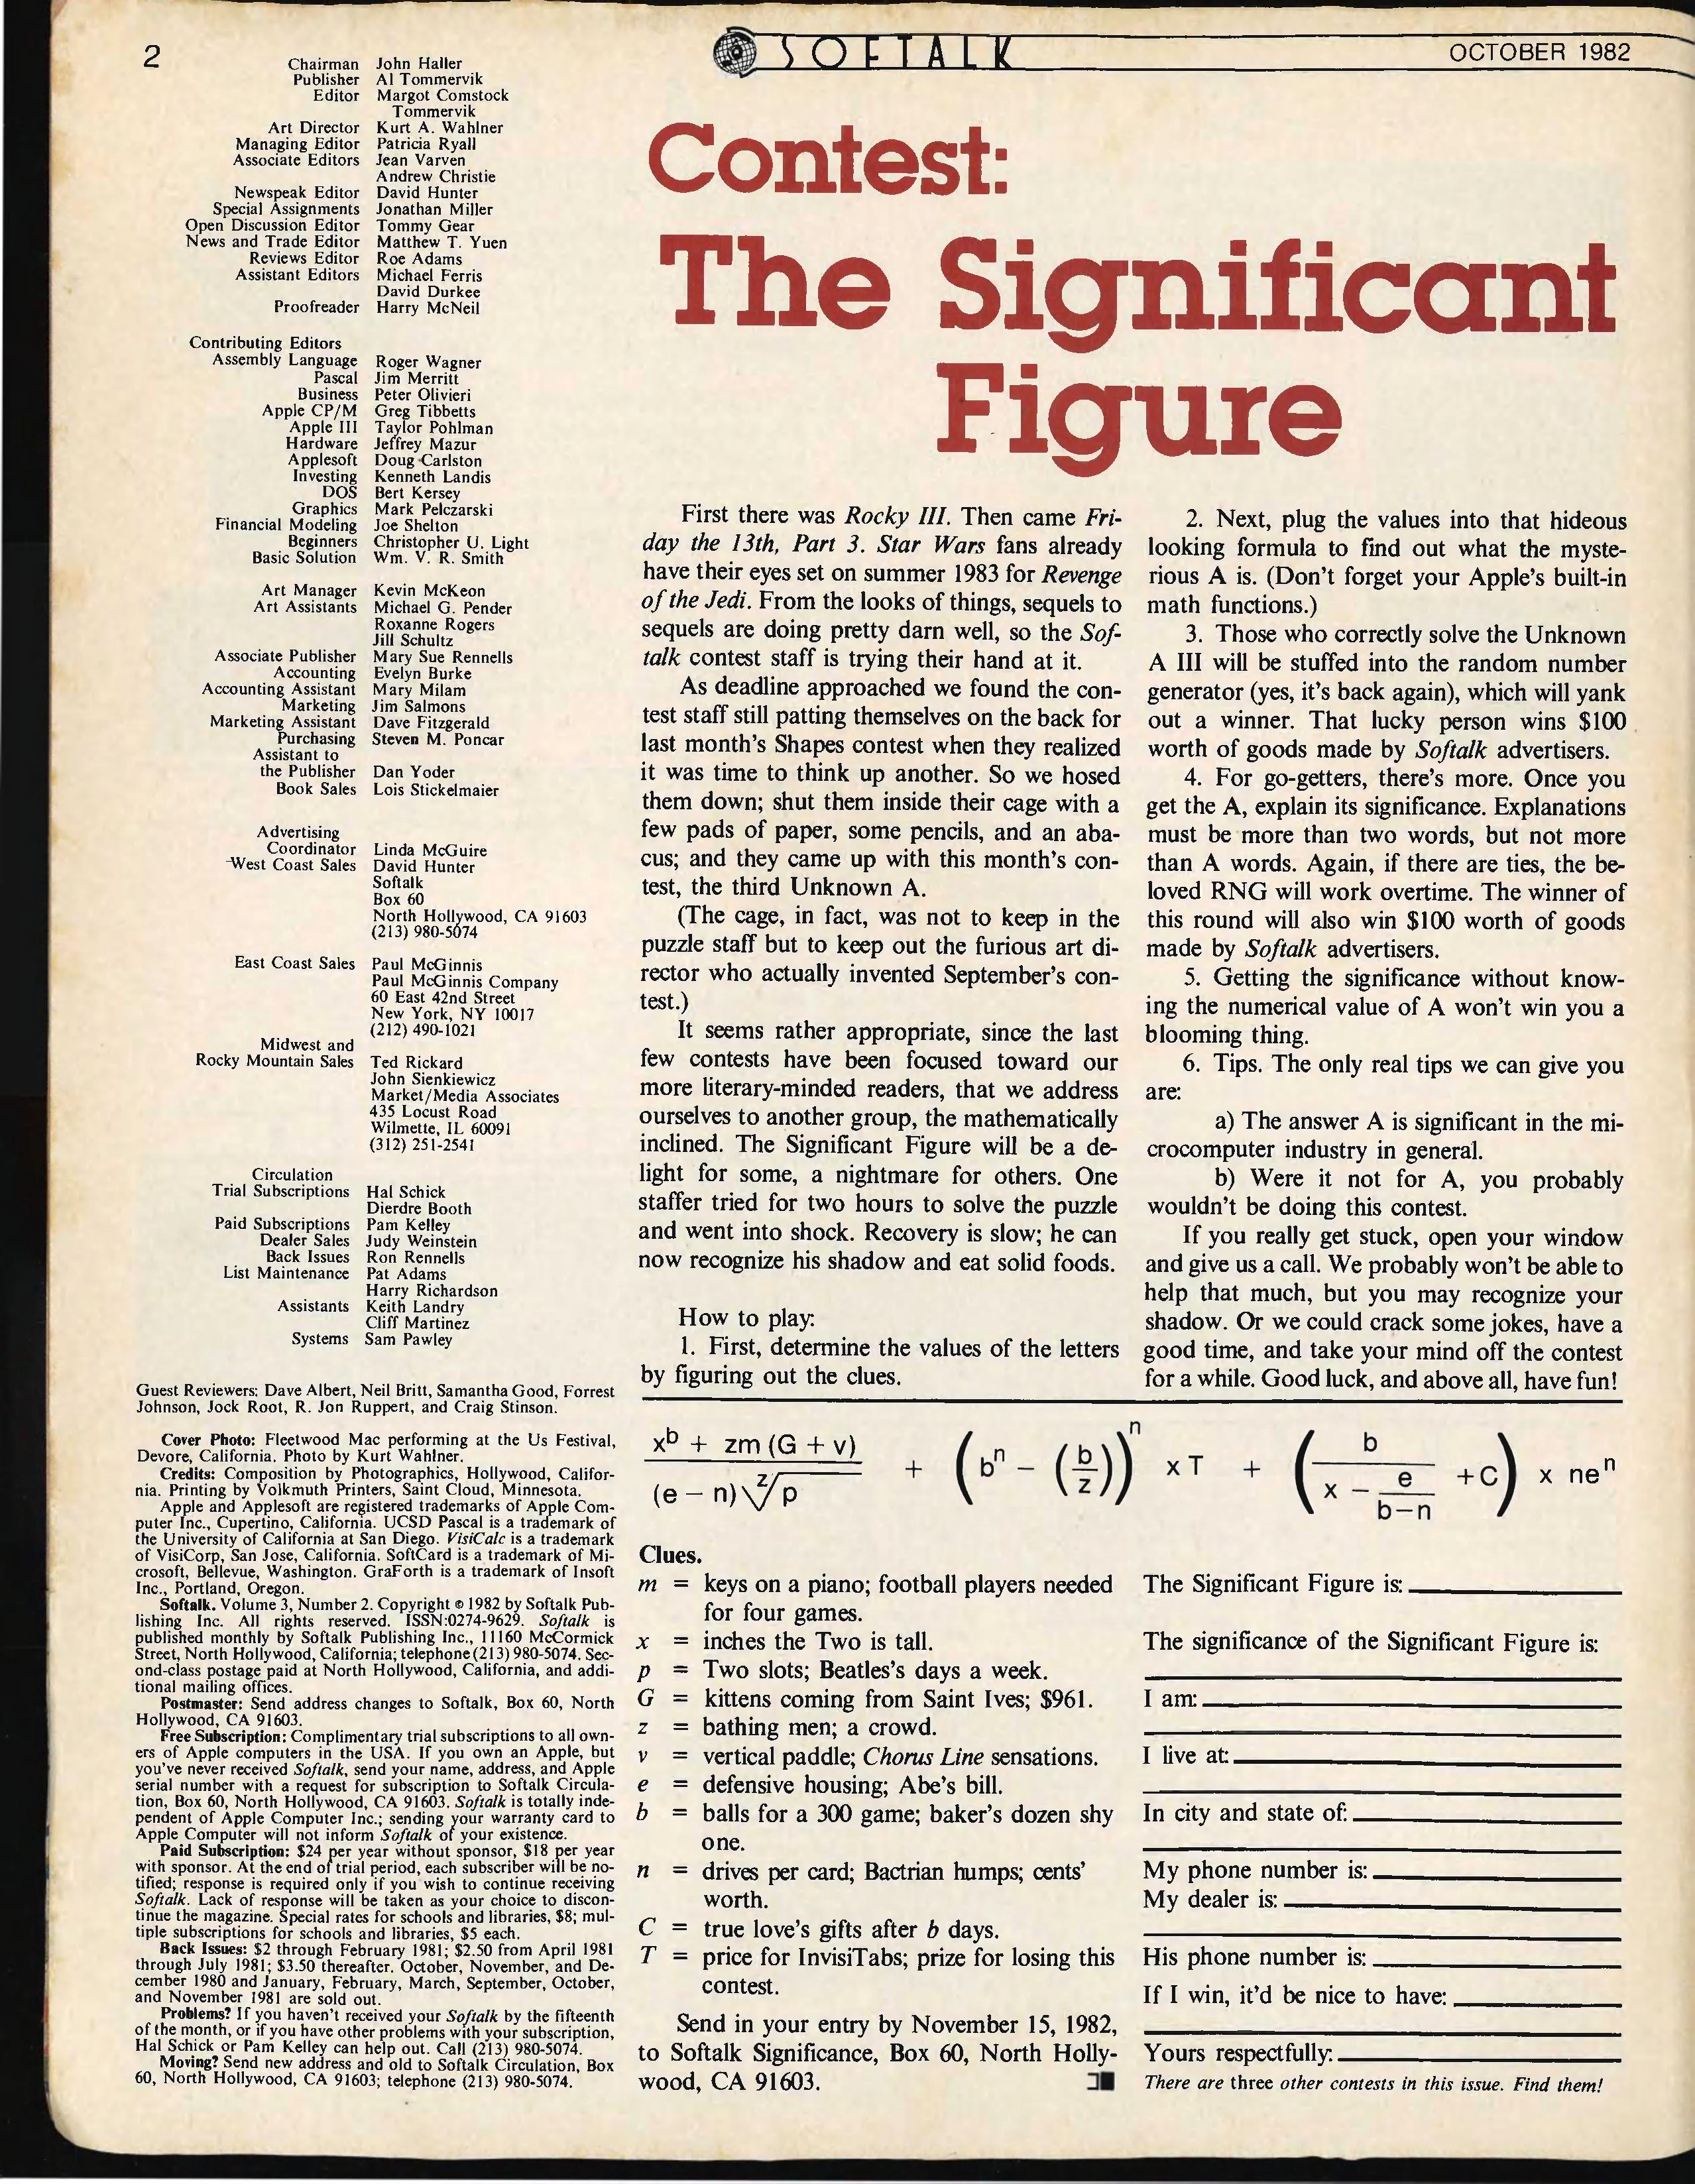 2
SOFTALK
OCTOBER 1982
Chairman John Haller
Publisher Al Tommervik
Editor Margot Comstock
Tommervik
Art Director Kurt A. Wahlner
Managing Editor Patricia Ryall
Associate Editors Jean Varven
Andrew Christie
Newspeak Editor David Hunter
Special Assignments Jonathan Miller
Open Discussion Editor Tommy Gear
News and Trade Editor Matthew T. Yuen
Reviews Editor Roe Adams
Assistant Editors Michael Ferris
David Durkee
Proofreader Harry McNeil
Contributing Editors
Assembly Language Roger Wagner
Pascal Jim Merritt
Business Peter Olivieri
Apple CP/M Greg Tibbetts
Apple III Taylor Pohlman
Hardware Jeffrey Mazur
Applesoft Doug Carlston
Investing Kenneth Landis
DOS Bert Kersey
Graphics Mark Pelczarski
Financial Modeling Joe Shelton
Beginners Christopher U. Light
Basic Solution Wm. V. R. Smith
Art Manager Kevin McKeon
Art Assistants Michael G. Pender
Roxanne Rogers
Jill Schultz
Associate Publisher Mary Sue Rennells
Accounting Evelyn Burke
Accounting Assistant Mary Milam
Marketing Jim Salmons
Marketing Assistant Dave Fitzgerald
Purchasing Steven M. Poncar
Assistant to
the Publisher Dan Yoder
Book Sales Lois Stickelmaier
Advertising
Coordinator Linda McGuire
West Coast Sales David Hunter
Softalk
Box 60
North Hollywood, CA 91603
(213) 980-5074
East Coast Sales Paul McGinnis
Paul McGinnis Company
60 East 42nd Street
New York, NY 10017
(212) 490-1021
Midwest and
Rocky Mountain Sales Ted Rickard
John Sienkiewicz
Market/Media Associates
435 Locust Road
Wilmette, IL 60091
(312) 251-2541
Circulation
Trial Subscriptions Hal Schick
Dierdre Booth
Paid Subscriptions Pam Kelley
Dealer Sales Judy Weinstein
Back Issues Ron Rennells
List Maintenance Pat Adams
Harry Richardson
Assistants Keith Landry
Cliff Martinez
Systems Sam Pawley
Guest Reviewers: Dave Albert, Neil Britt, Samantha Good, Forrest
Johnson, Jock Root, R. Jon Ruppert, and Craig Stinson.
Cover Photo: Fleetwood Mac performing at the Us Festival,
Devore, California. Photo by Kurt Wahlner.
Credits: Composition by Photographics, Hollywood, Califor-
nia. Printing by Volkmuth Printers, Saint Cloud, Minnesota.
Apple and Applesoft are registered trademarks of Apple Com-
puter Inc., Cupertino, California. UCSD Pascal is a trademark of
the University of California at San Diego. VisiCalc is a trademark
of VisiCorp, San Jose, California. SoftCard is a trademark of Mi-
crosoft, Bellevue, Washington. GraForth is a trademark of Insoft
Inc., Portland, Oregon.
Softalk. Volume 3, Number 2. Copyright © 1982 by Softalk Pub-
lishing Inc. All rights reserved. ISSN:0274-9629. Softalk is
published monthly by Softalk Publishing Inc., 11160 McCormick
Street, North Hollywood, California; telephone (213) 980-5074. Sec-
ond-class postage paid at North Hollywood, California, and addi-
tional mailing offices.
Postmaster: Send address changes to Softalk, Box 60, North
Hollywood, CA 91603.
Free Subscription: Complimentary trial subscriptions to all own-
ers of Apple computers in the USA. If you own an Apple, but
you've never received Softalk, send your name, address, and Apple
serial number with a request for subscription to Softalk Circula-
tion, Box 60, North Hollywood, CA 91603. Softalk is totally inde-
pendent of Apple Computer Inc.; sending your warranty card to
Apple Computer will not inform Softalk of your existence.
Paid Subscription: $24 per year without sponsor, $18 per year
with sponsor. At the end of trial period, each subscriber will be no-
tified; response is required only if you wish to continue receiving
Softalk. Lack of response will be taken as your choice to discon-
tinue the magazine. Special rates for schools and libraries, $8; mul-
tiple subscriptions for schools and libraries, $5 each.
Back Issues: $2 through February 1981; $2.50 from April 1981
through July 1981; $3.50 thereafter. October, November, and De-
cember 1980 and January, February, March, September, October,
and November 1981 are sold out.
Problems? If you haven't received your Softalk by the fifteenth
of the month, or if you have other problems with your subscription,
Hal Schick or Pam Kelley can help out. Call (213) 980-5074.
Moving? Send new address and old to Softalk Circulation, Box
60, North Hollywood, CA 91603; telephone (213) 980-5074.
Contest:
The Significant
Figure
First there was Rocky III. Then came Fri-
day the 13th, Part 3. Star Wars fans already
have their eyes set on summer 1983 for Revenge
of the Jedi. From the looks of things, sequels to
sequels are doing pretty darn well, so the Sof-
talk contest staff is trying their hand at it.
As deadline approached we found the con-
test staff still patting themselves on the back for
last month's Shapes contest when they realized
it was time to think up another. So we hosed
them down; shut them inside their cage with a
few pads of paper, some pencils, and an aba-
cus; and they came up with this month's con-
test, the third Unknown A.
(The cage, in fact, was not to keep in the
puzzle staff but to keep out the furious art di-
rector who actually invented September's con-
test.)
It seems rather appropriate, since the last
few contests have been focused toward our
more literary-minded readers, that we address
ourselves to another group, the mathematically
inclined. The Significant Figure will be a de-
light for some, a nightmare for others. One
staffer tried for two hours to solve the puzzle
and went into shock. Recovery is slow; he can
now recognize his shadow and eat solid foods.
How to play:
1. First, determine the values of the letters
by figuring out the clues.
2. Next, plug the values into that hideous
looking formula to find out what the myste-
rious A is. (Don't forget your Apple's built-in
math functions.)
3. Those who correctly solve the Unknown
A III will be stuffed into the random number
generator (yes, it's back again), which will yank
out a winner. That lucky person wins $100
worth of goods made by Softalk advertisers.
4. For go-getters, there's more. Once you
get the A, explain its significance. Explanations
must be more than two words, but not more
than A words. Again, if there are ties, the be-
loved RNG will work overtime. The winner of
this round will also win $100 worth of goods
made by Softalk advertisers.
5. Getting the significance without know-
ing the numerical value of A won't win you a
blooming thing.
6. Tips. The only real tips we can give you
are:
a) The answer A is significant in the mi-
crocomputer industry in general.
b) Were it not for A, you probably
wouldn't be doing this contest.
If you really get stuck, open your window
and give us a call. We probably won't be able to
help that much, but you may recognize your
shadow. Or we could crack some jokes, have a
good time, and take your mind off the contest
for a while. Good luck, and above all, have fun!
x^b + zm (G + v) / (e – n) ᶻ√p + (b^n – (b/z))^n x T + (b / (x – e/(b–n)) + C) x ne^n
Clues.
m = keys on a piano; football players needed
for four games.
x = inches the Two is tall.
p = Two slots; Beatles's days a week.
G = kittens coming from Saint Ives; $961.
z = bathing men; a crowd.
v = vertical paddle; Chorus Line sensations.
e = defensive housing; Abe's bill.
b = balls for a 300 game; baker's dozen shy
one.
n = drives per card; Bactrian humps; cents'
worth.
C = true love's gifts after b days.
T = price for InvisiTabs; prize for losing this
contest.
Send in your entry by November 15, 1982,
to Softalk Significance, Box 60, North Holly-
wood, CA 91603.
The Significant Figure is:
The significance of the Significant Figure is:
I am:
I live at:
In city and state of:
My phone number is:
My dealer is:
His phone number is:
If I win, it'd be nice to have:
Yours respectfully:
There are three other contests in this issue. Find them!